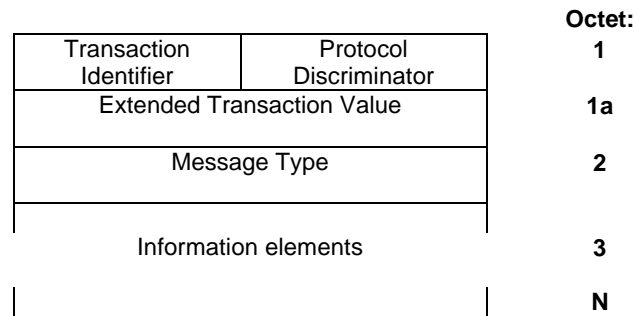 Octet:
Transaction Identifier Protocol Discriminator 1
Extended Transaction Value 1a
Message Type 2
Information elements 3
N